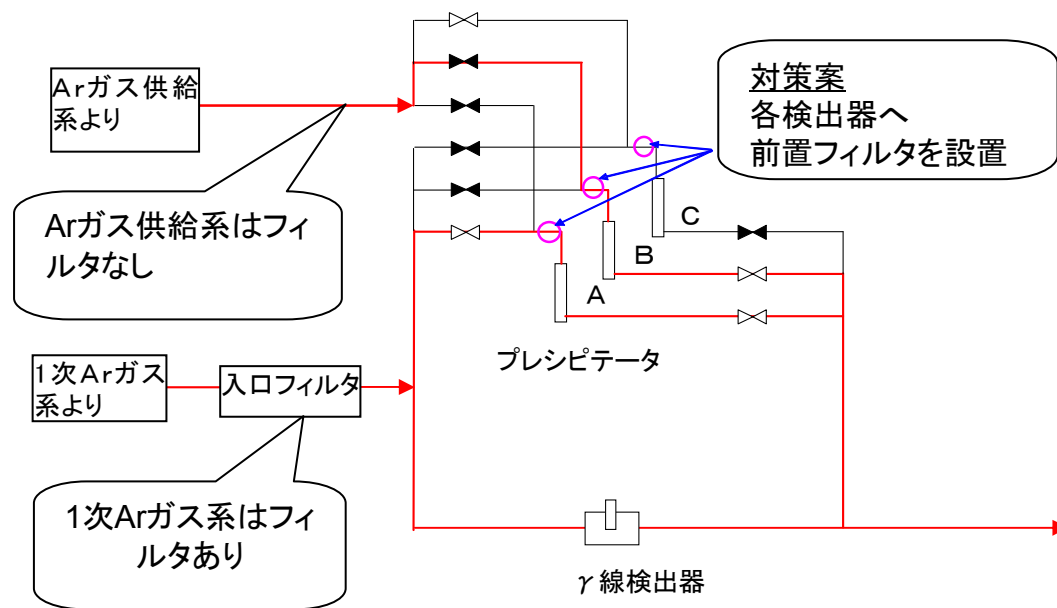 Arガス供給
系より
対策案
各検出器へ
前置フィルタを設置
Arガス供給系はフィ
ルタなし
C
B
A
プレシピテータ
1次Arガス
系より
入口フィルタ
1次Arガス系はフィ
ルタあり
γ線検出器